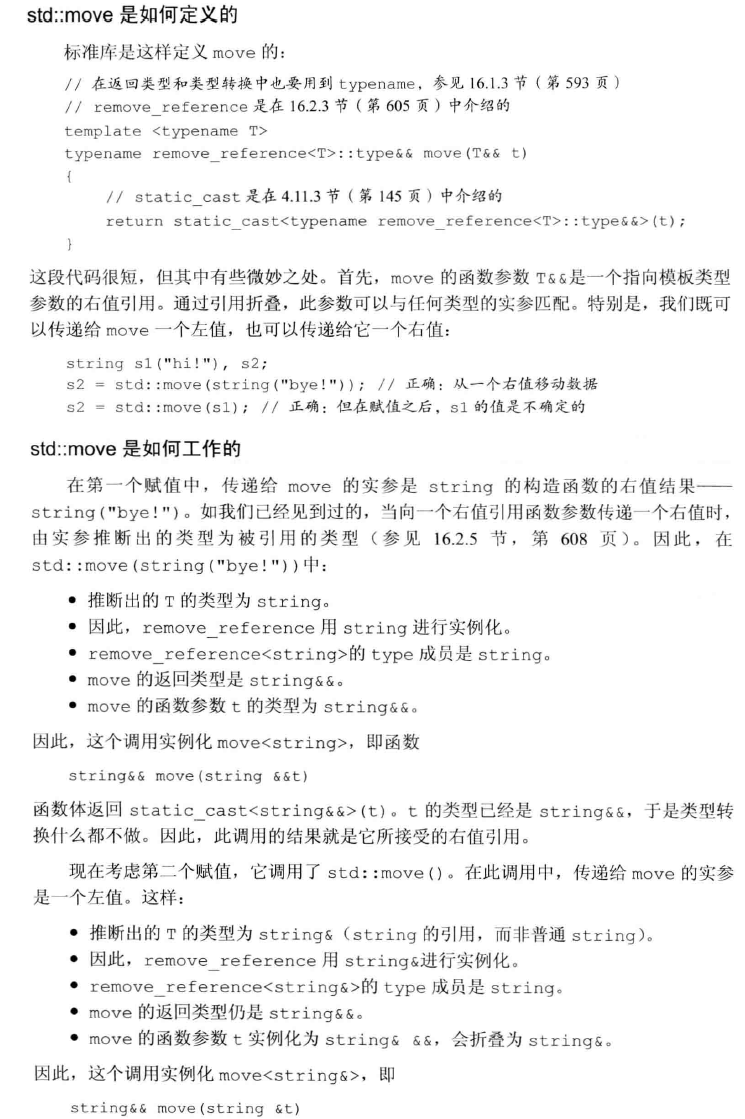 std::move 是如何定义的
标准库是这样定义 move 的：
// 在返回类型和类型转换中也要用到 typename，参见 16.1.3 节（第 593 页）
// remove_reference 是在 16.2.3 节（第 605 页）中介绍的
template <typename T>
typename remove_reference<T>::type&& move(T&& t)
{
// static_cast 是在 4.11.3 节（第 145 页）中介绍的
return static_cast<typename remove_reference<T>::type&&>(t);
}
这段代码很短，但其中有些微妙之处。首先，move 的函数参数 T&&是一个指向模板类型
参数的右值引用。通过引用折叠，此参数可以与任何类型的实参匹配。特别是，我们既可
以传递给 move 一个左值，也可以传递给它一个右值：
string s1("hi!"), s2;
s2 = std::move(string("bye!")); // 正确：从一个右值移动数据
s2 = std::move(s1); // 正确：但在赋值之后，s1 的值是不确定的
std::move 是如何工作的
在第一个赋值中，传递给 move 的实参是 string 的构造函数的右值结果——
string("bye!")。如我们已经见到过的，当向一个右值引用函数参数传递一个右值时，
由实参推断出的类型为被引用的类型（参见 16.2.5 节，第 608 页）。因此，在
std::move(string("bye!"))中：
• 推断出的 T 的类型为 string。
• 因此，remove_reference 用 string 进行实例化。
• remove_reference<string>的 type 成员是 string。
• move 的返回类型是 string&&。
• move 的函数参数 t 的类型为 string&&。
因此，这个调用实例化 move<string>，即函数
string&& move(string &&t)
函数体返回 static_cast<string&&>(t)。t 的类型已经是 string&&，于是类型转
换什么都不做。因此，此调用的结果就是它所接受的右值引用。
现在考虑第二个赋值，它调用了 std::move()。在此调用中，传递给 move 的实参
是一个左值。这样：
• 推断出的 T 的类型为 string&（string 的引用，而非普通 string）。
• 因此，remove_reference 用 string&进行实例化。
• remove_reference<string&>的 type 成员是 string。
• move 的返回类型仍是 string&&。
• move 的函数参数 t 实例化为 string& &&，会折叠为 string&。
因此，这个调用实例化 move<string&>，即
string&& move(string &t)